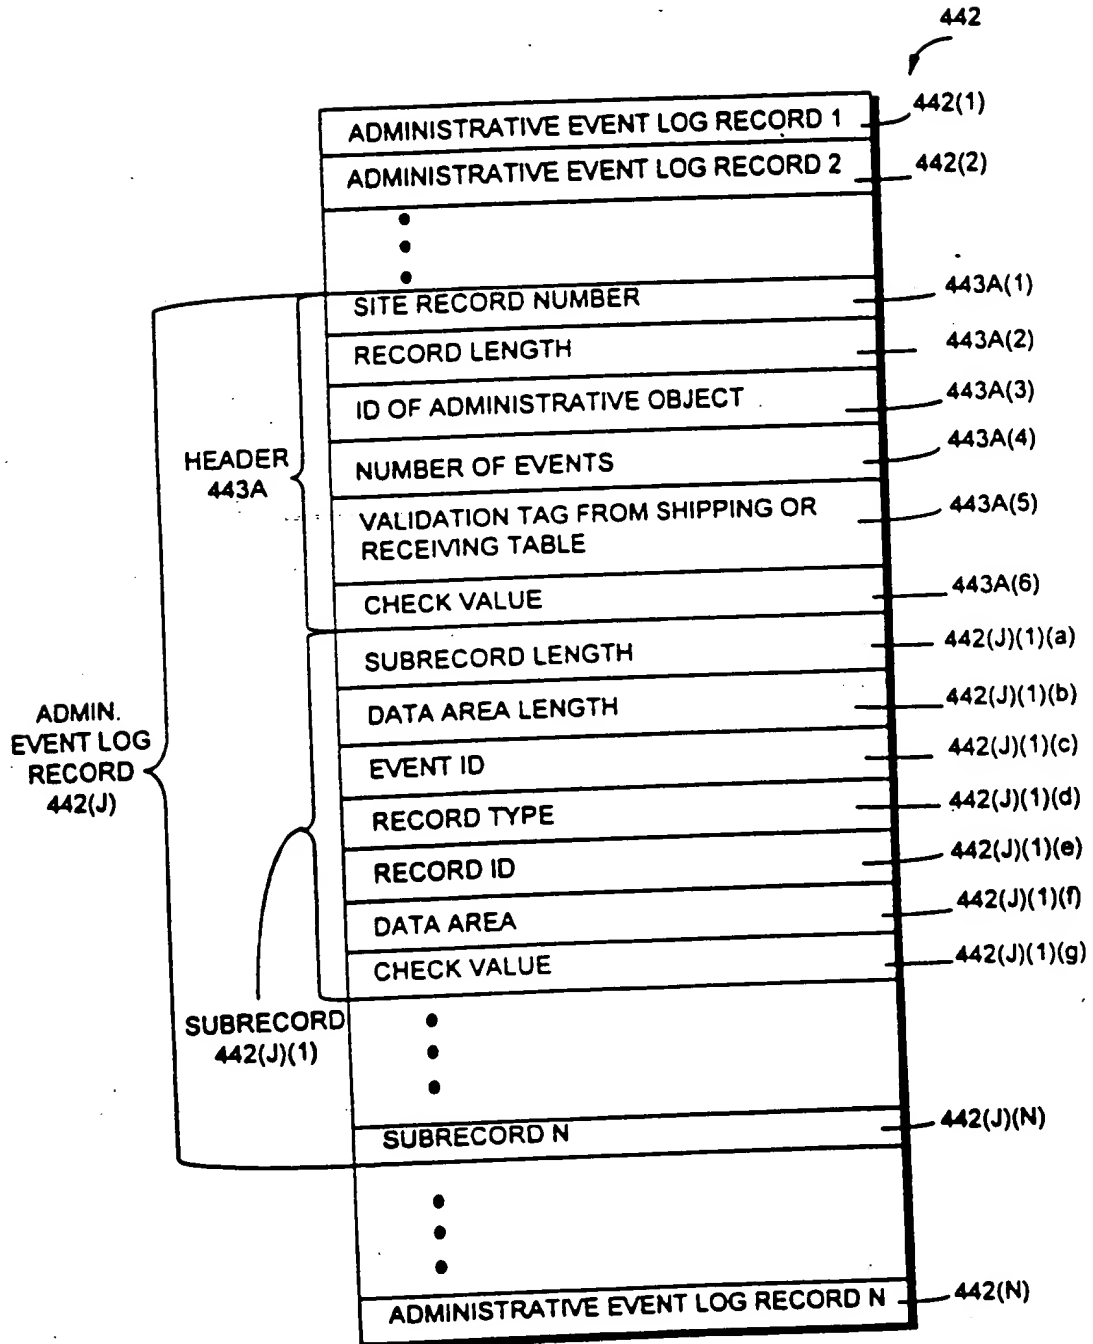 442
ADMINISTRATIVE EVENT LOG RECORD 1
442(1)
ADMINISTRATIVE EVENT LOG RECORD 2
442(2)
SITE RECORD NUMBER
443A(1)
RECORD LENGTH
443A(2)
ID OF ADMINISTRATIVE OBJECT
443A(3)
HEADER
443A
NUMBER OF EVENTS
443A(4)
VALIDATION TAG FROM SHIPPING OR
RECEIVING TABLE
443A(5)
CHECK VALUE
443A(6)
SUBRECORD LENGTH
442(J)(1)(a)
ADMIN.
EVENT LOG
RECORD
442(J)
DATA AREA LENGTH
442(J)(1)(b)
EVENT ID
442(J)(1)(c)
RECORD TYPE
442(J)(1)(d)
RECORD ID
442(J)(1)(e)
DATA AREA
442(J)(1)(f)
CHECK VALUE
442(J)(1)(g)
SUBRECORD
442(J)(1)
SUBRECORD N
442(J)(N)
ADMINISTRATIVE EVENT LOG RECORD N
442(N)